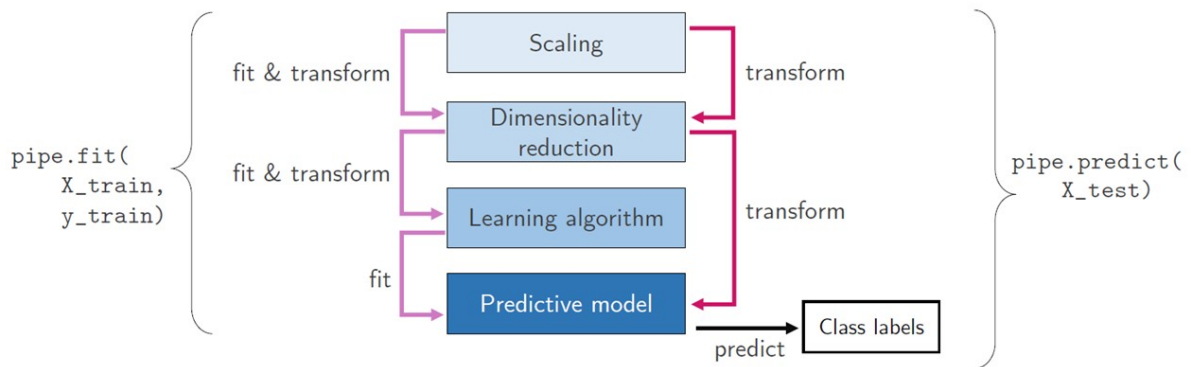 pipe.fit(
X_train,
y_train)
fit & transform
fit & transform
fit
Scaling
Dimensionality
reduction
Learning algorithm
Predictive model
transform
transform
predict
Class labels
pipe.predict(
X_test)